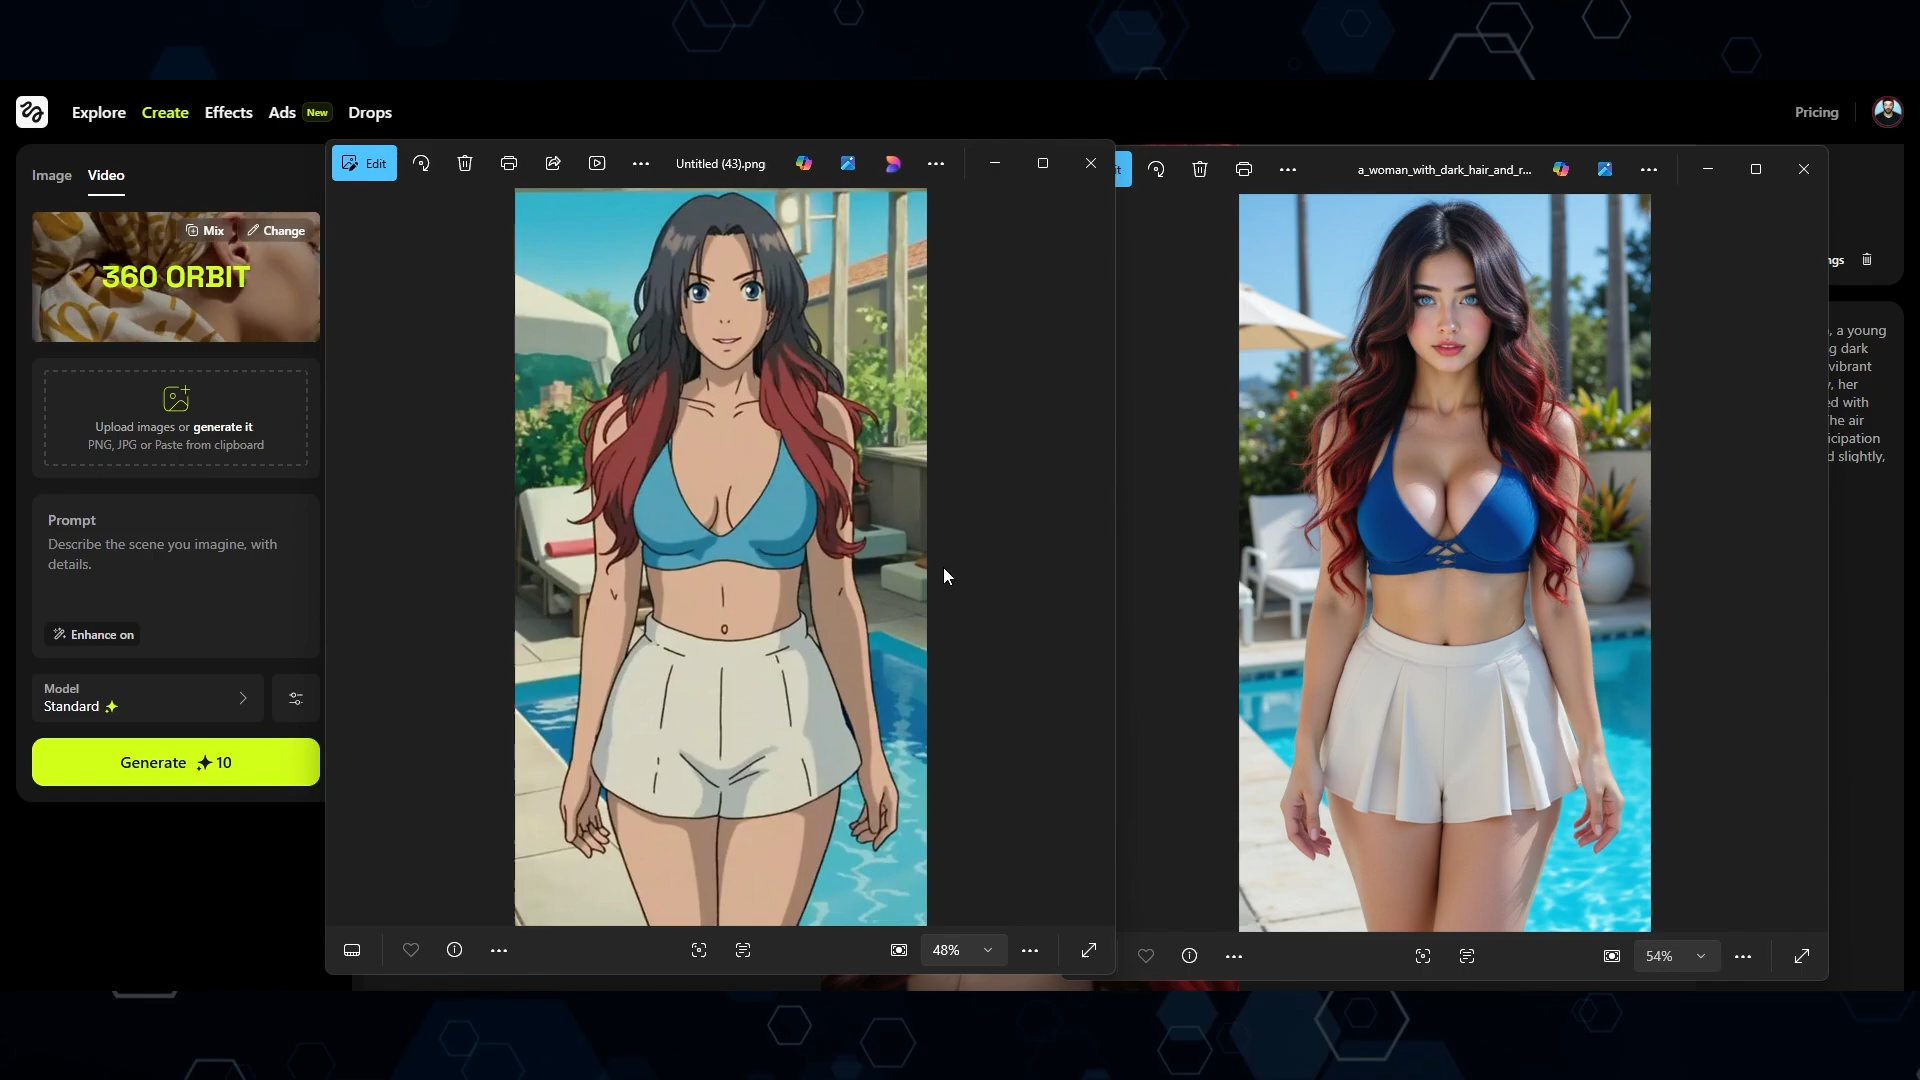 Explore Create Effects Ads New Drops
Pricing
Image Video
Mix Change
360 ORBIT
Upload images or generate it
PNG, JPG or Paste from clipboard
Prompt
Describe the scene you imagine, with
details.
Enhance on
Model
Standard
Generate 10
Edit
Untitled (43).png
48%
a_woman_with_dark_hair_and_r...
54%
ngs
, a young
g dark
vibrant
, her
ed with
he air
icipation
d slightly,